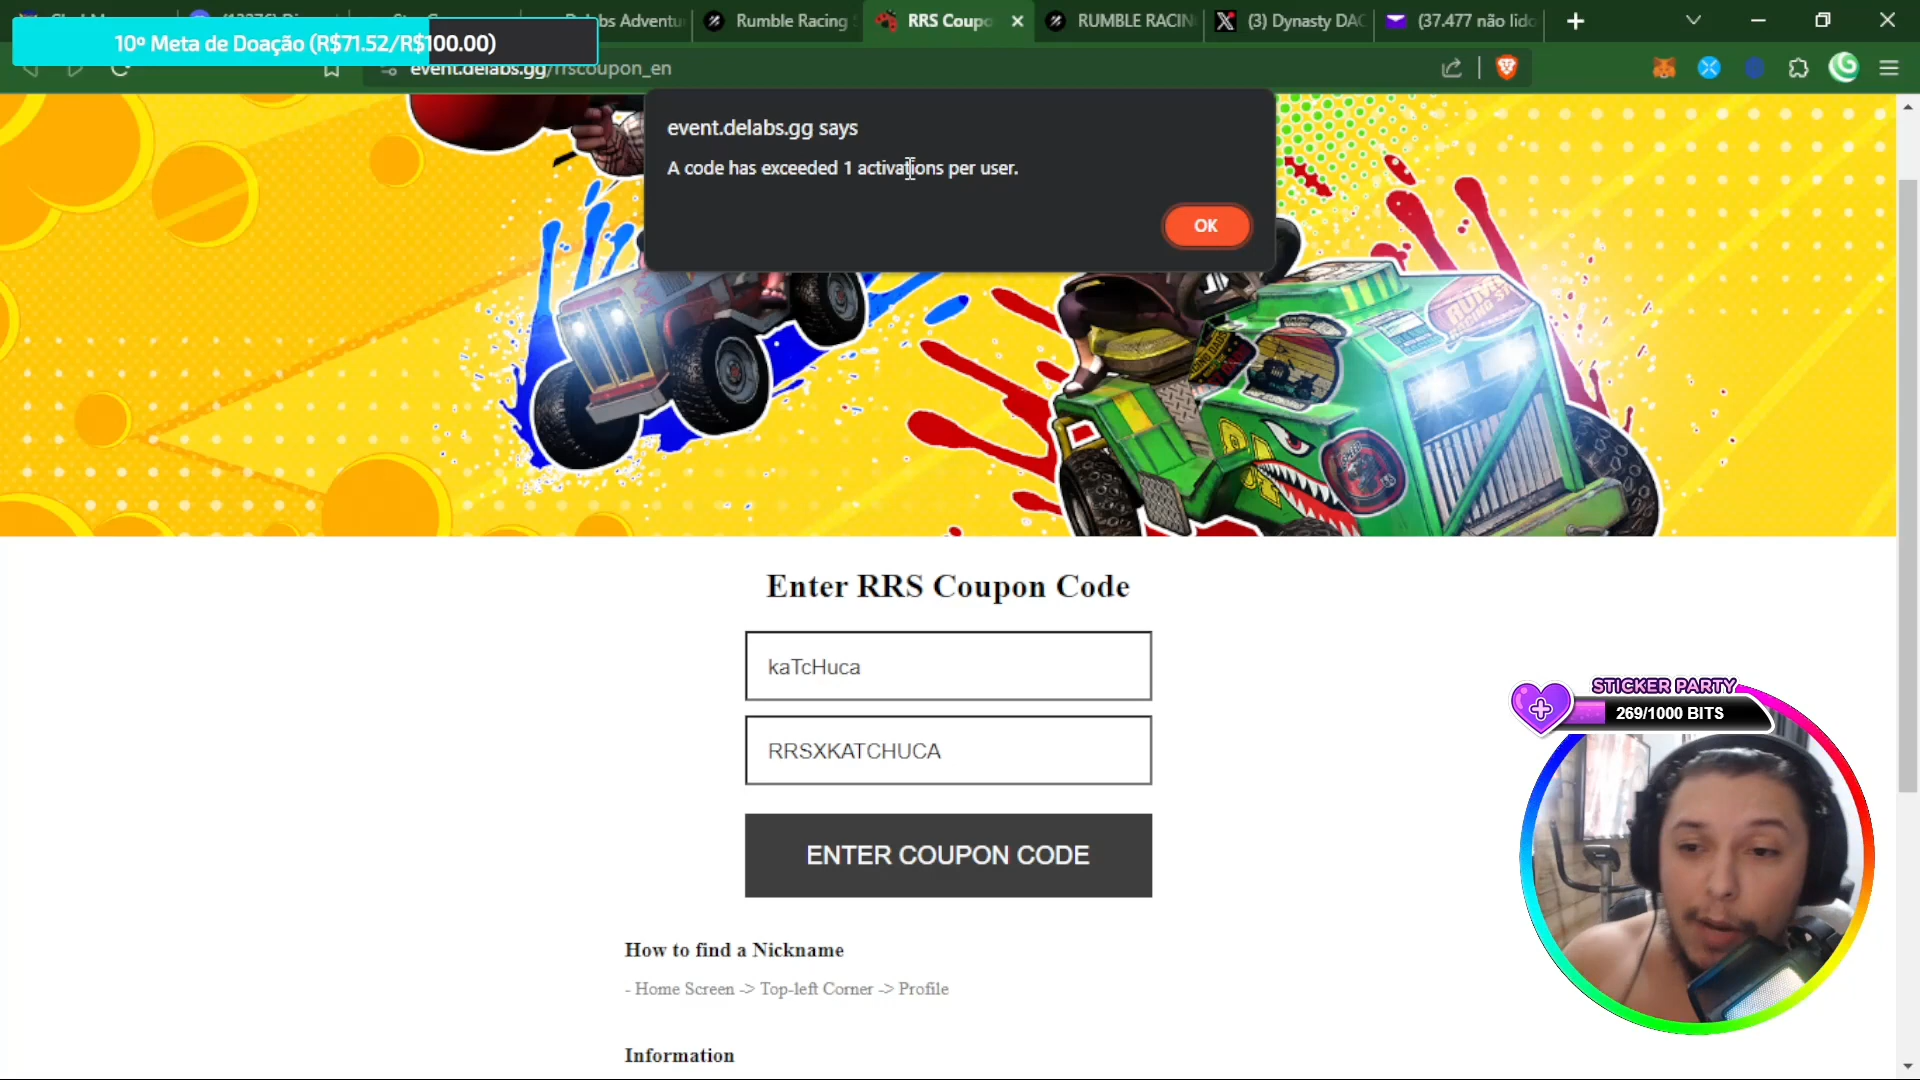 Rumble Racing
RRS Coupo
RUMBLE RACIN
(3) Dynasty DAC
(37.477 não lido
10º Meta de Doação (R$71.52/R$100.00)
event.delabs.gg/rrscoupon_en
event.delabs.gg says
A code has exceeded 1 activations per user.
OK
Enter RRS Coupon Code
kaTcHuca
RRSXKATCHUCA
ENTER COUPON CODE
STICKER PARTY
269/1000 BITS
How to find a Nickname
- Home Screen -> Top-left Corner -> Profile
Information